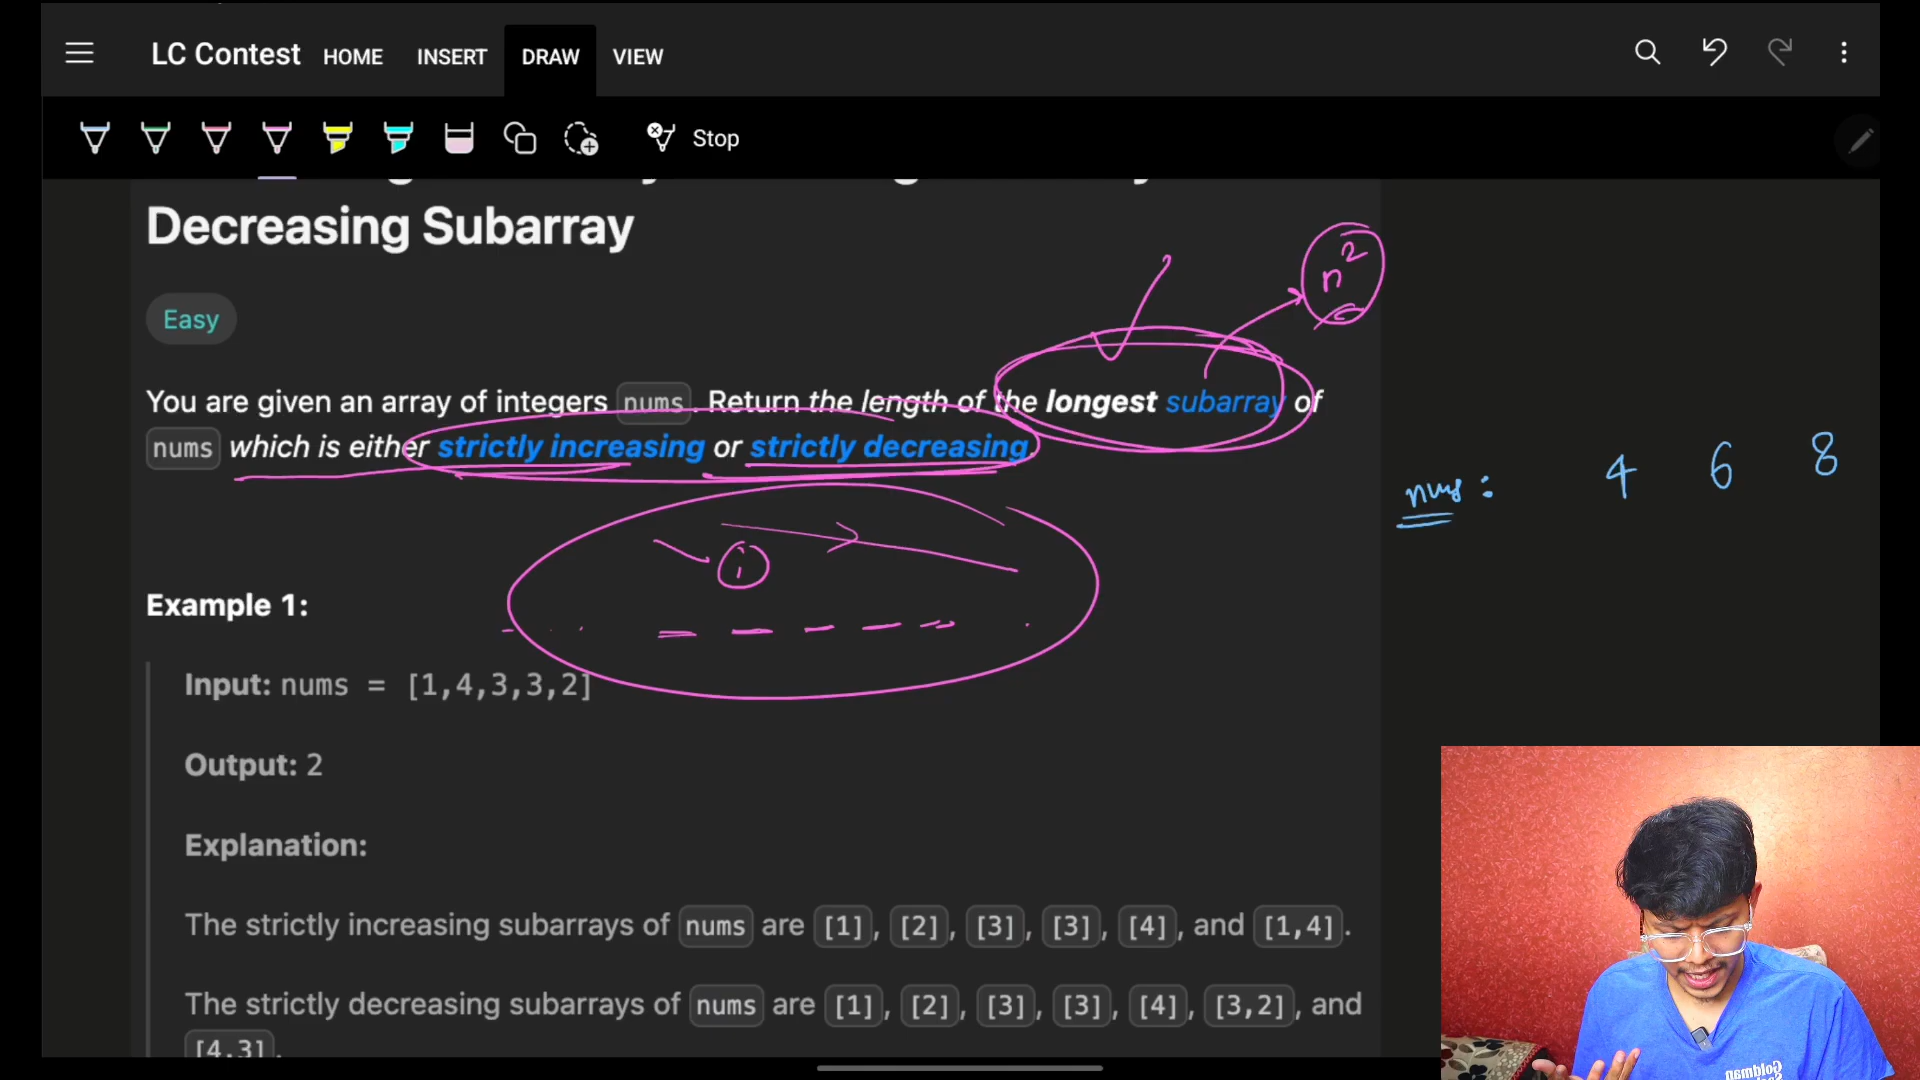 LC Contest HOME INSERT DRAW VIEW
Stop
Decreasing Subarray
n²
Easy
You are given an array of integers nums. Return the length of the longest subarray of
nums which is either strictly increasing or strictly decreasing.
nums: 4 6 8
i
Example 1:
Input: nums = [1,4,3,3,2]
Output: 2
Explanation:
The strictly increasing subarrays of nums are [1], [2], [3], [3], [4], and [1,4].
The strictly decreasing subarrays of nums are [1], [2], [3], [3], [4], [3,2], and
[4,3].
Goldman